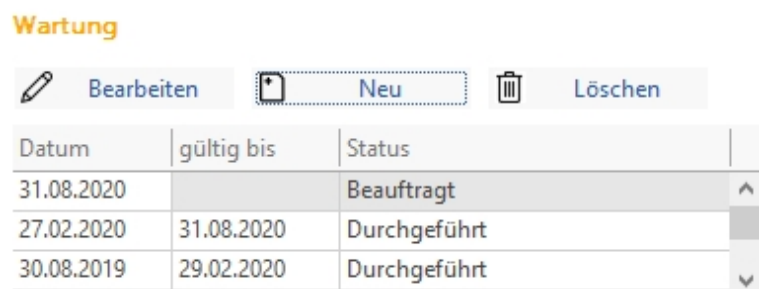 Wartung
Bearbeiten Neu Löschen
Datum gültig bis Status
31.08.2020 Beauftragt
27.02.2020 31.08.2020 Durchgeführt
30.08.2019 29.02.2020 Durchgeführt